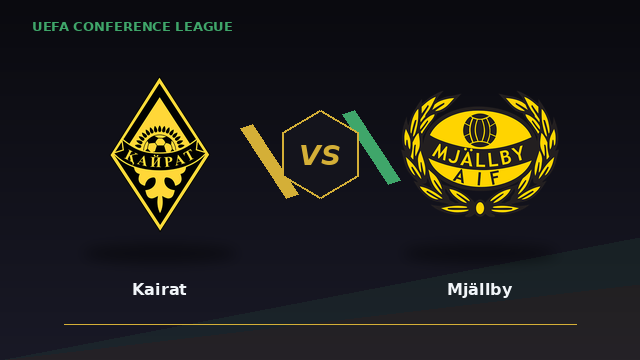 UEFA CONFERENCE LEAGUE
КАЙРАТ
VS
MJÄLLBY
AIF
Kairat
Mjällby